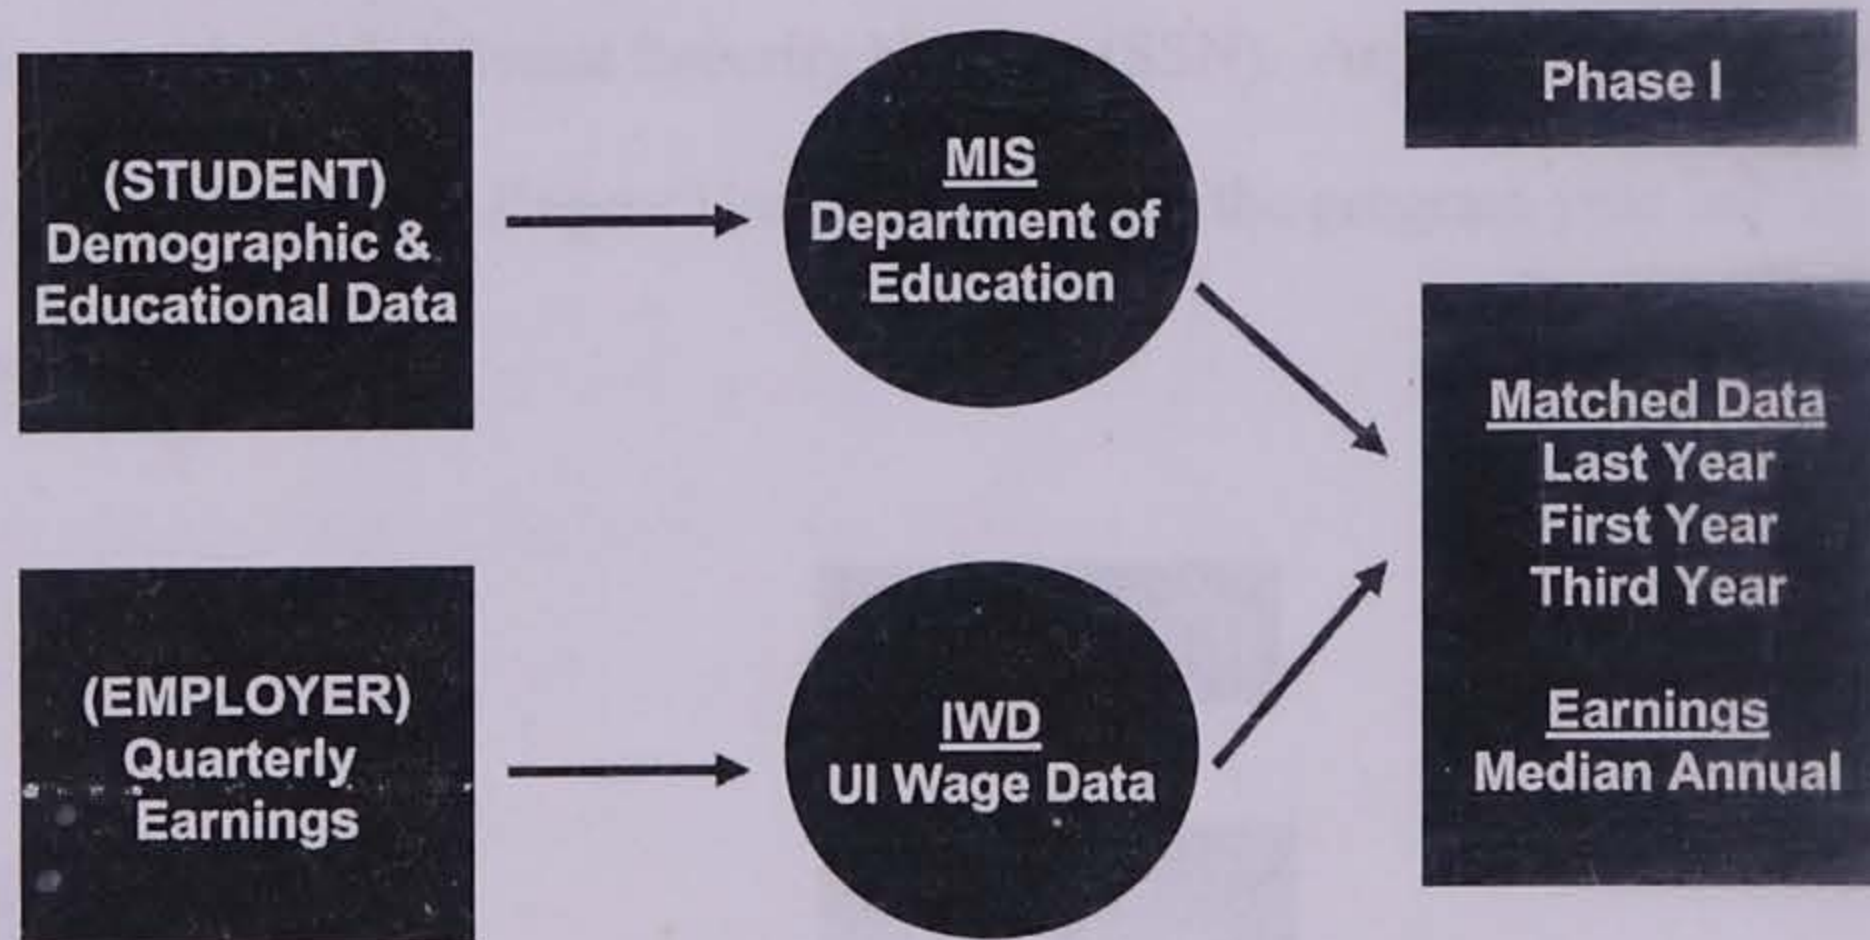 (STUDENT)
Demographic &
Educational Data
MIS
Department of
Education
Phase I
Matched Data
Last Year
First Year
Third Year
Earnings
Median Annual
(EMPLOYER)
Quarterly
Earnings
IWD
UI Wage Data